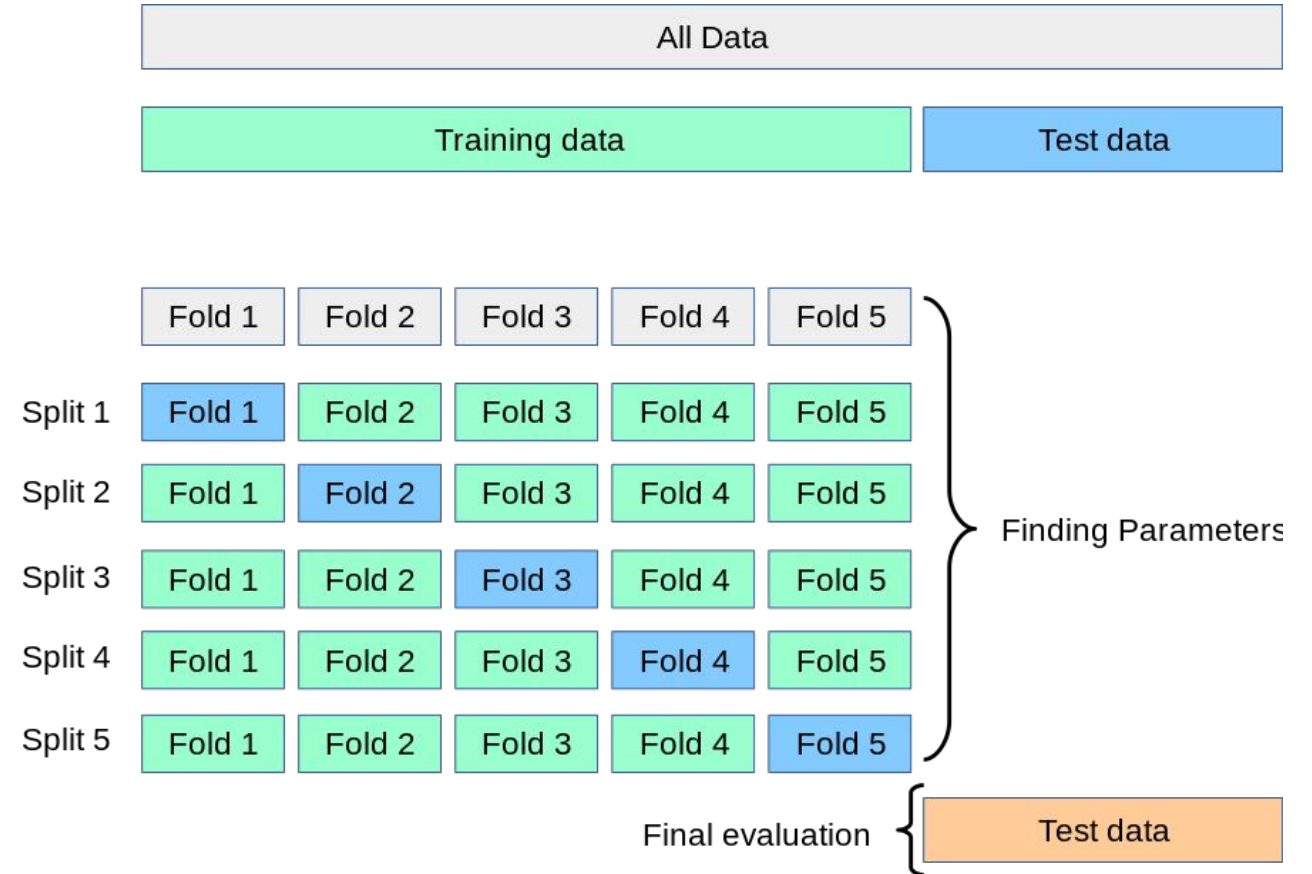 All Data
Training data Test data
Fold 1 Fold 2 Fold 3 Fold 4 Fold 5
Split 1 Fold 1 Fold 2 Fold 3 Fold 4 Fold 5
Split 2 Fold 1 Fold 2 Fold 3 Fold 4 Fold 5
Finding Parameters
Split 3 Fold 1 Fold 2 Fold 3 Fold 4 Fold 5
Split 4 Fold 1 Fold 2 Fold 3 Fold 4 Fold 5
Split 5 Fold 1 Fold 2 Fold 3 Fold 4 Fold 5
Final evaluation Test data